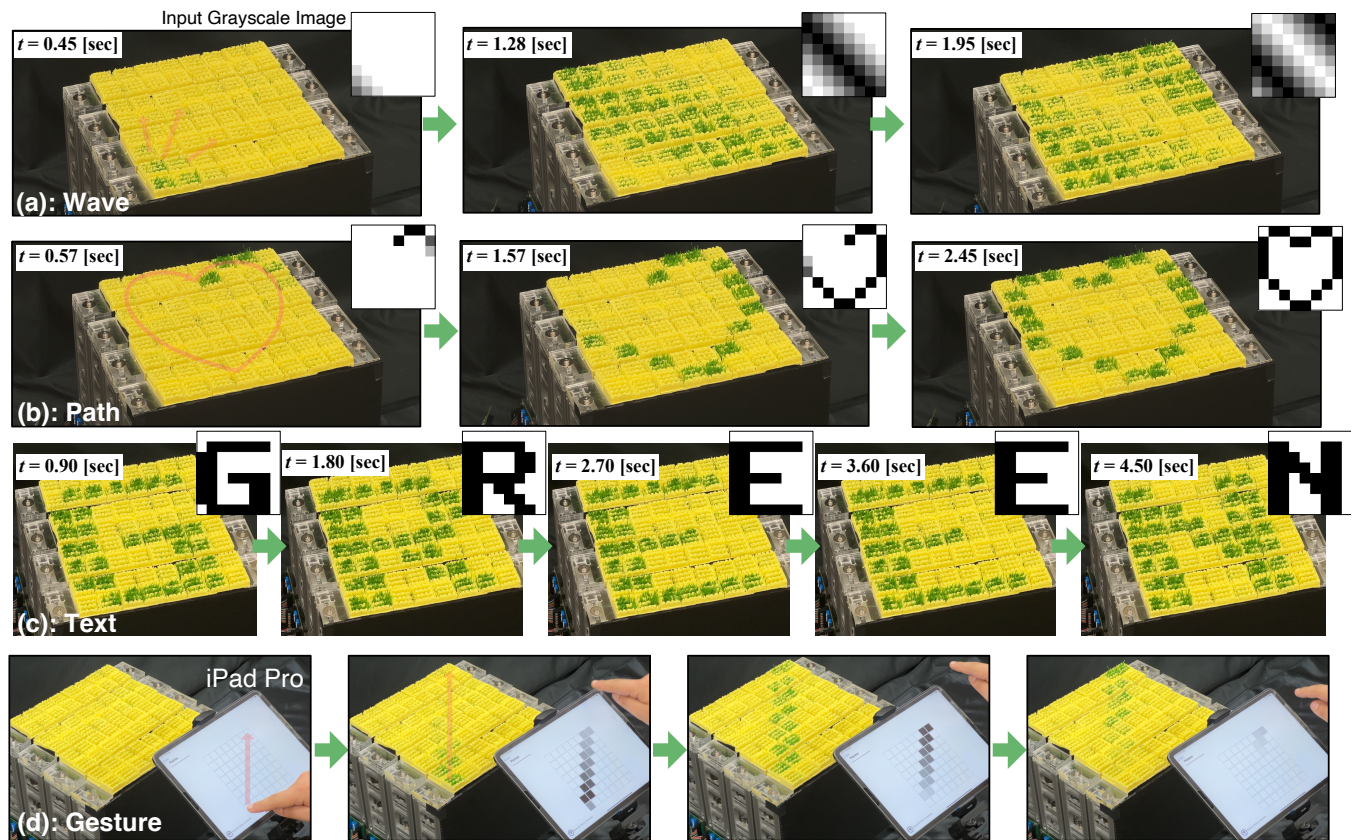 Input Grayscale Image
t = 0.45 [sec]
t = 1.28 [sec]
t = 1.95 [sec]
(a): Wave
t = 0.57 [sec]
t = 1.57 [sec]
t = 2.45 [sec]
(b): Path
t = 0.90 [sec]
t = 1.80 [sec]
t = 2.70 [sec]
t = 3.60 [sec]
t = 4.50 [sec]
G R E E N
(c): Text
iPad Pro
(d): Gesture